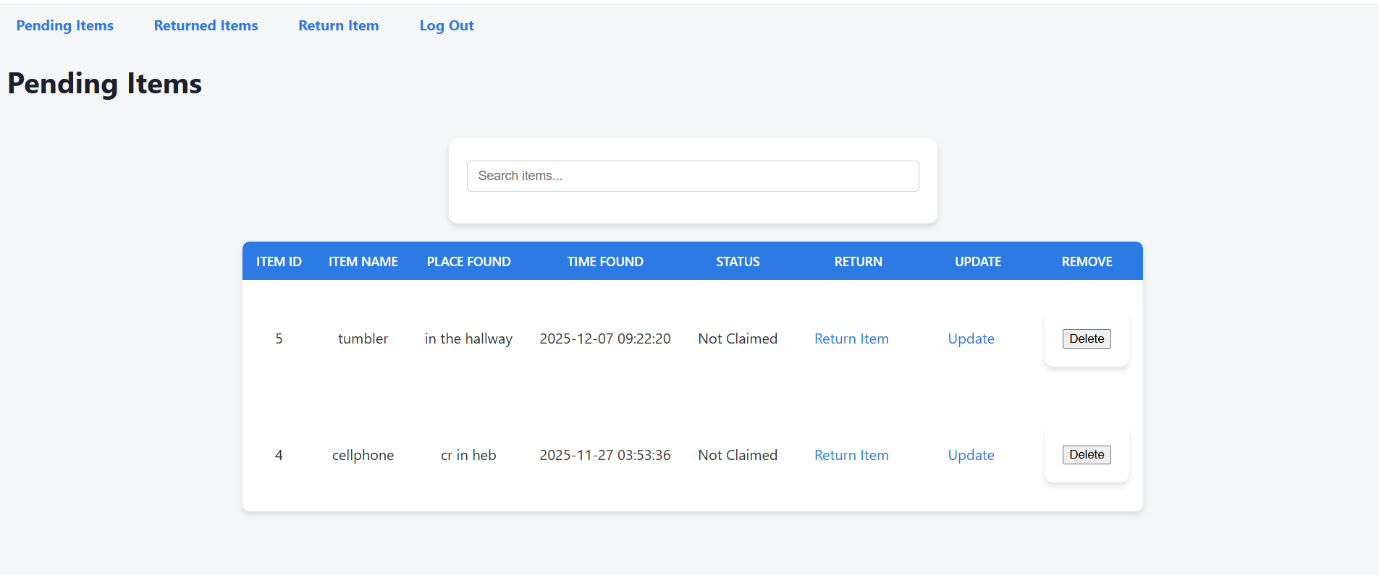 Pending Items Returned Items Return Item Log Out
Pending Items
Search items...
ITEM ID ITEM NAME PLACE FOUND TIME FOUND STATUS RETURN UPDATE REMOVE
5 tumbler in the hallway 2025-12-07 09:22:20 Not Claimed Return Item Update Delete
4 cellphone cr in heb 2025-11-27 03:53:36 Not Claimed Return Item Update Delete